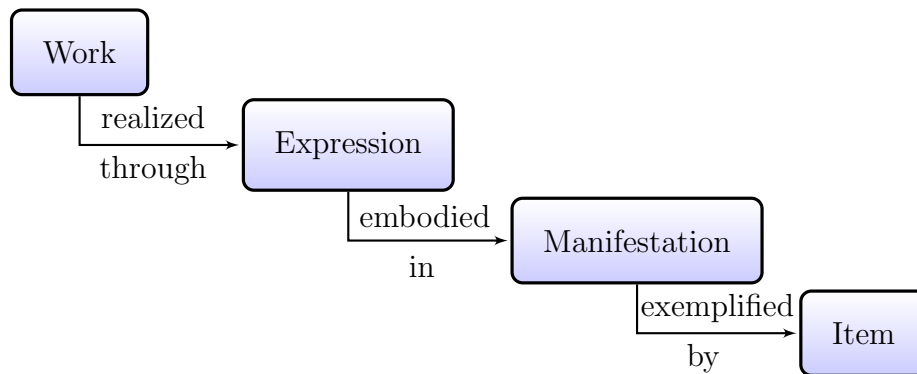 Work
realized
through
Expression
embodied
in
Manifestation
exemplified
by
Item